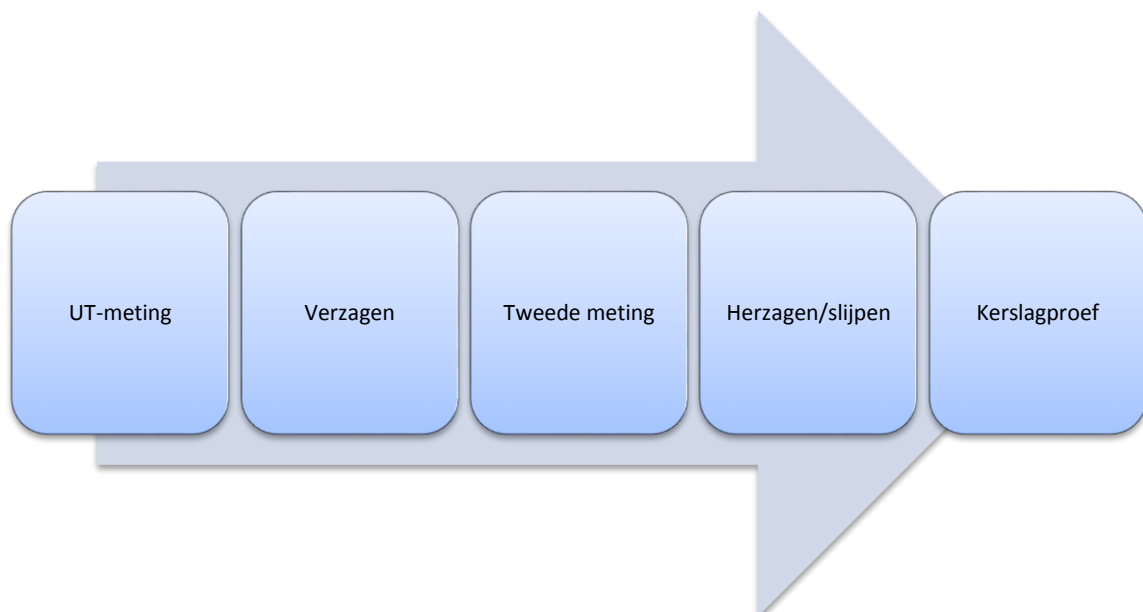 UT-meting
Verzagen
Tweede meting
Herzagen/slijpen
Kerslagproef